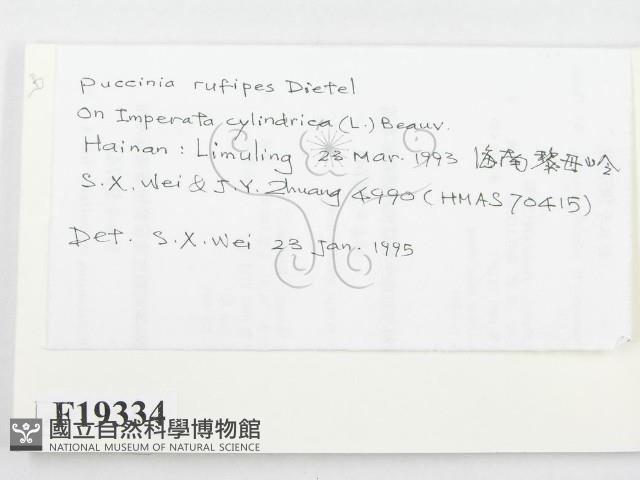 Puccinia rufipes Dietel
On Imperata cylindrica (L.) Beauv.
Hainan: Limuling 23 Mar. 1993 海南黎母岭
S.X.Wei & J.Y. Zhuang 4990 (HMAS 70415)
Det. S.X.Wei 23 Jan. 1995
F19334
國立自然科學博物館
NATIONAL MUSEUM OF NATURAL SCIENCE